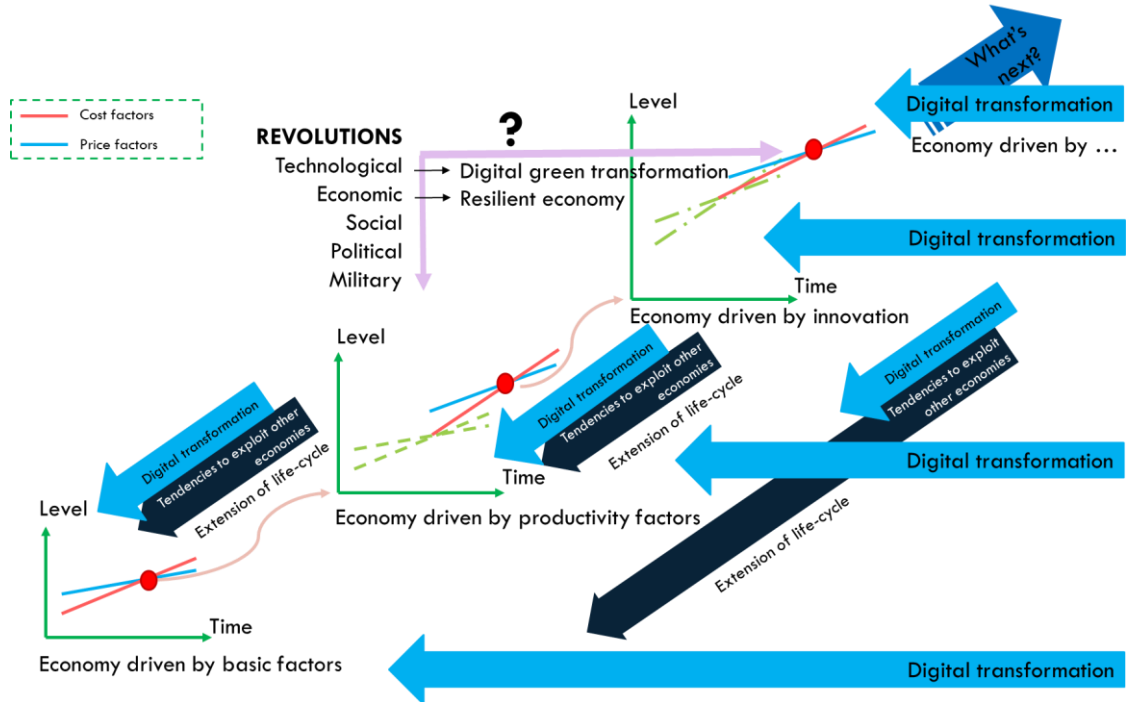 What's
next?
Level
Digital transformation
Cost factors
Price factors
REVOLUTIONS
?
Economy driven by ...
Technological
Digital green transformation
Economic
Resilient economy
Social
Digital transformation
Political
Military
Time
Economy driven by innovation
Level
Digital transformation
Tendencies to exploit other
economies
Extension of life-cycle
Digital transformation
Tendencies to exploit
other economies
Extension of life-cycle
Digital transformation
Time
Economy driven by productivity factors
Digital transformation
Tendencies to exploit other
economies
Extension of life-cycle
Level
Time
Economy driven by basic factors
Digital transformation